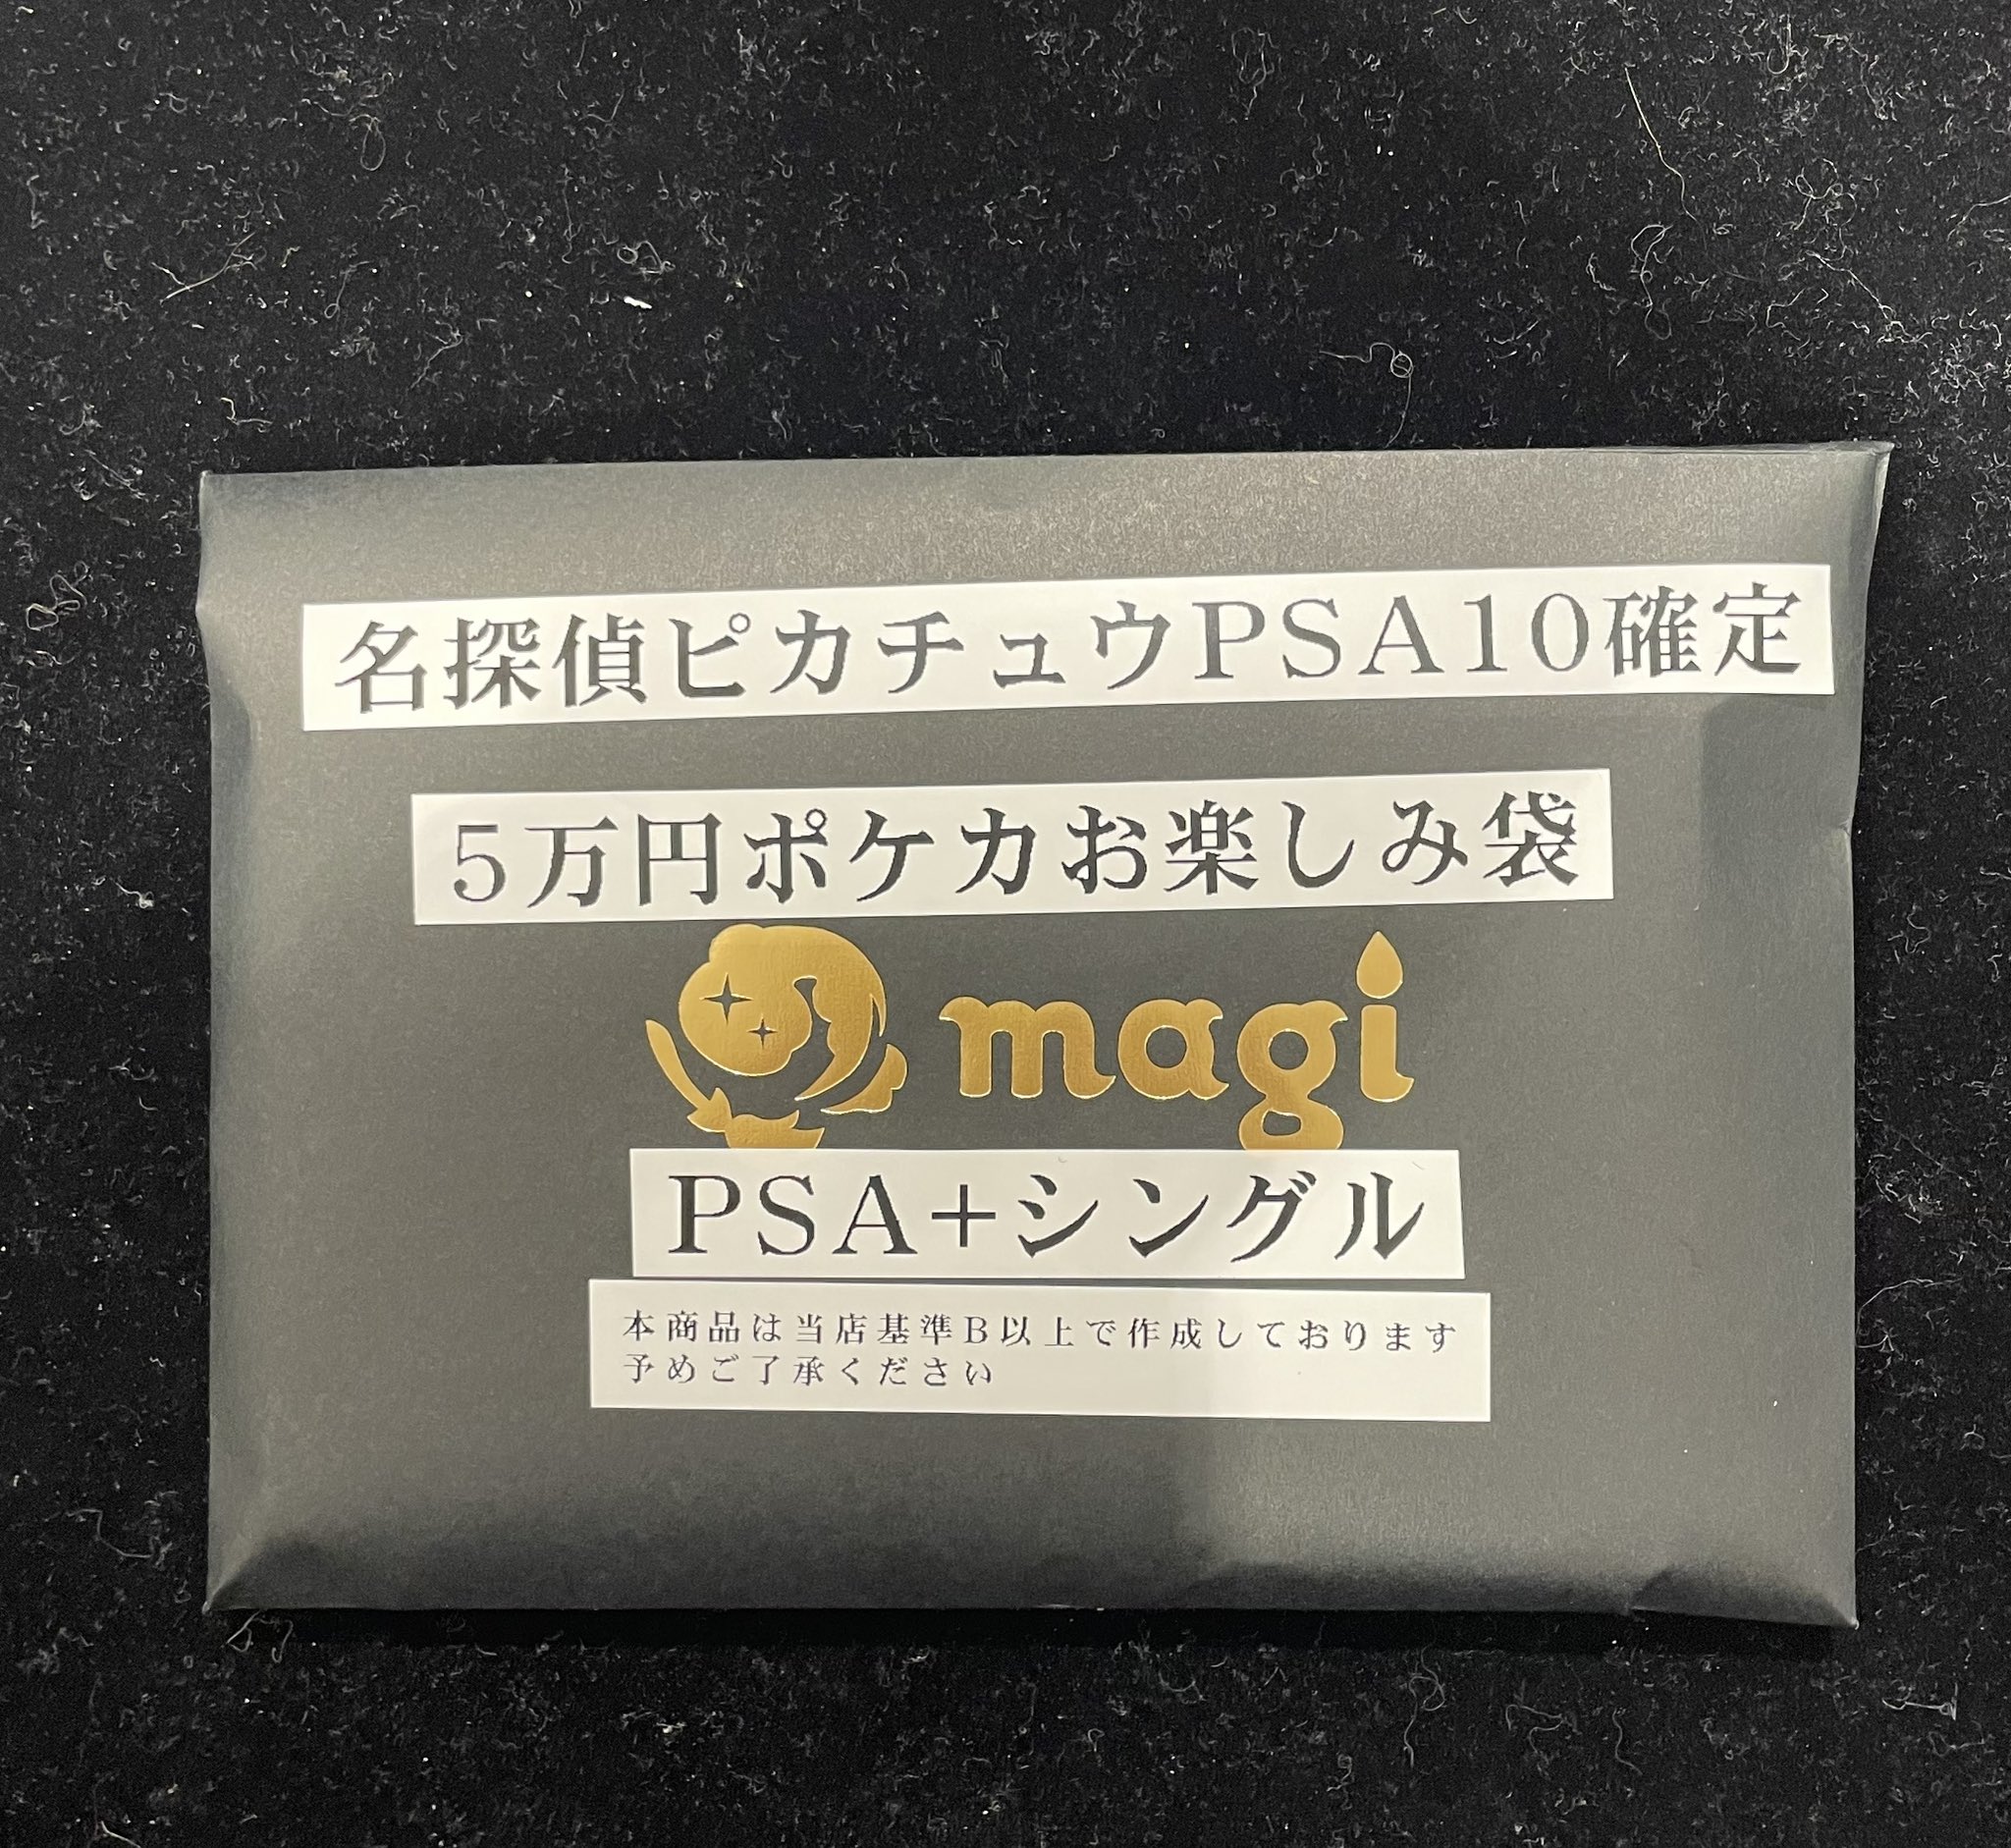 名探偵ピカチュウPSA10確定
5万円ポケカお楽しみ袋
magi
PSA+シングル
本商品は当店基準B以上で作成しております
予めご了承ください